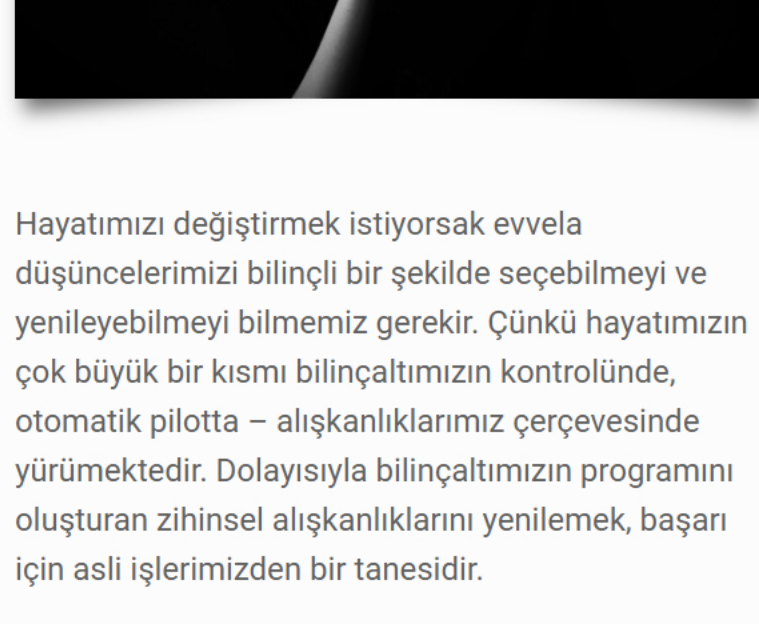 Hayatımızı değiştirmek istiyorsak evvela
düşüncelerimizi bilinçli bir şekilde seçebilmeyi ve
yenileyebilmeyi bilmemiz gerekir. Çünkü hayatımızın
çok büyük bir kısmı bilinçaltımızın kontrolünde,
otomatik pilotta – alışkanlıklarımız çerçevesinde
yürümektedir. Dolayısıyla bilinçaltımızın programını
oluşturan zihinsel alışkanlıklarını yenilemek, başarı
için asli işlerimizden bir tanesidir.